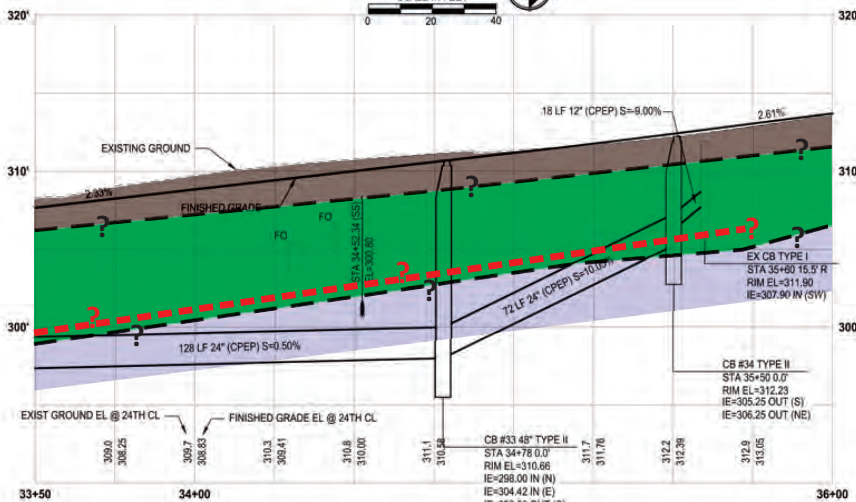 320'
0 20 40
320
18 LF 12" (CPEP) S=-9.00%
2.61%
EXISTING GROUND
310'
310
2.33%
FINISHED GRADE
FO
FO
STA 34+52.34 (SS)
EL=300.80
?
?
?
?
?
?
?
?
?
EX CB TYPE I
STA 35+60 15.5' R
RIM EL=311.90
IE=307.90 IN (SW)
300'
300
128 LF 24" (CPEP) S=0.50%
72 LF 24" (CPEP) S=10.05%
CB #34 TYPE II
STA 35+50 0.0'
RIM EL=312.23
IE=305.25 OUT (S)
IE=306.25 OUT (NE)
EXIST GROUND EL @ 24TH CL
FINISHED GRADE EL @ 24TH CL
309.0
308.25
309.7
308.83
310.3
309.41
310.8
310.00
311.1
310.58
311.7
311.76
312.2
312.39
312.9
313.05
CB #33 48" TYPE II
STA 34+78 0.0'
RIM EL=310.66
IE=298.00 IN (N)
IE=304.42 IN (E)
33+50
34+00
36+00